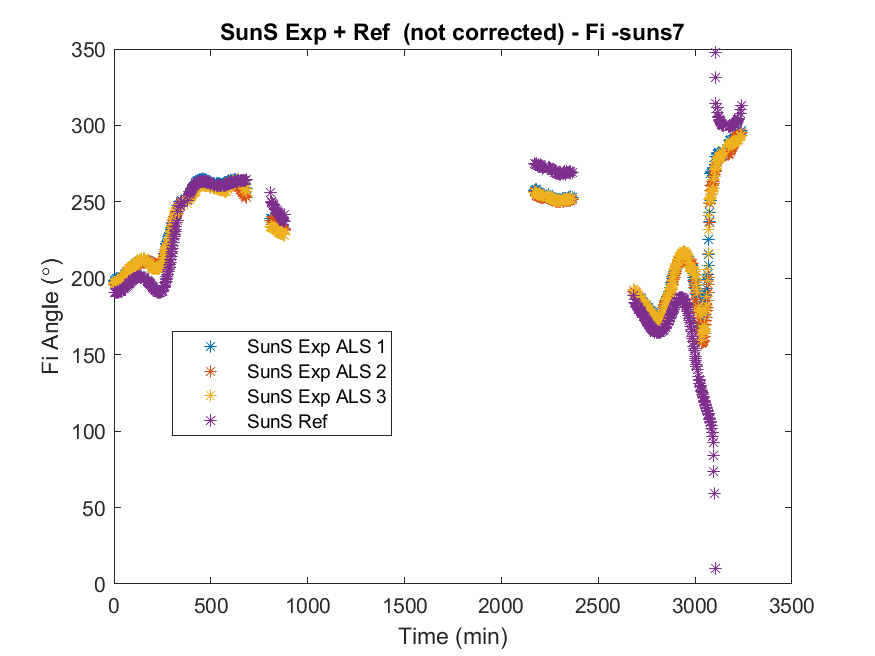 SunS Exp + Ref  (not corrected) - Fi -suns7
350
300
250
200
150
100
50
0
Fi Angle (°)
SunS Exp ALS 1
SunS Exp ALS 2
SunS Exp ALS 3
SunS Ref
0 500 1000 1500 2000 2500 3000 3500
Time (min)